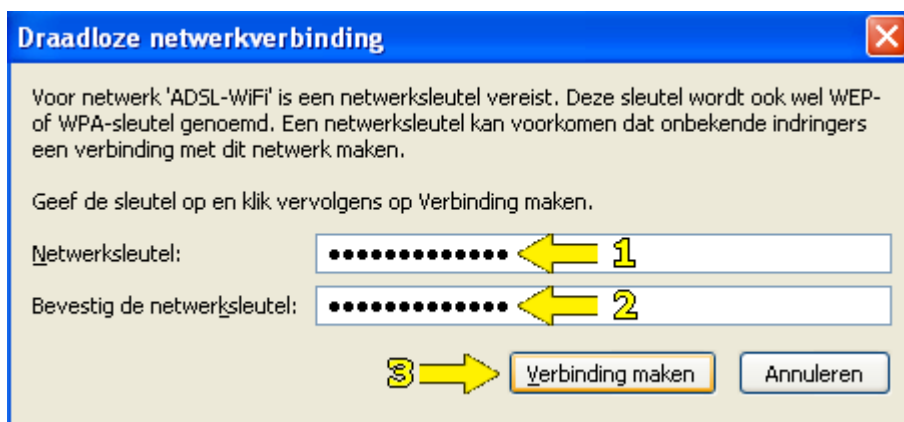 Draadloze netwerkverbinding
Voor netwerk 'ADSL-WiFi' is een netwerksleutel vereist. Deze sleutel wordt ook wel WEP-
of WPA-sleutel genoemd. Een netwerksleutel kan voorkomen dat onbekende indringers
een verbinding met dit netwerk maken.
Geef de sleutel op en klik vervolgens op Verbinding maken.
Netwerksleutel: ●●●●●●●●●●●●● 1
Bevestig de netwerksleutel: ●●●●●●●●●●●●● 2
3 Verbinding maken Annuleren